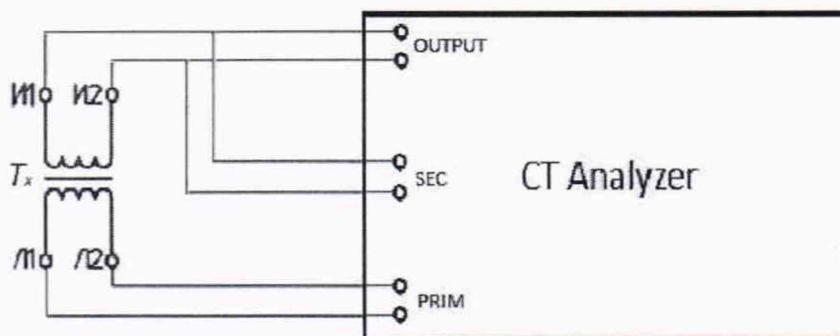 OUTPUT
И1 И2
Tx
SEC
CT Analyzer
Л1 Л2
PRIM